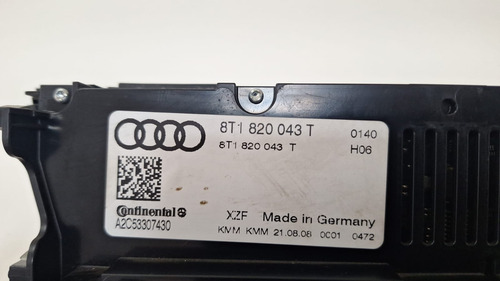 8T1 820 043 T 0140
8T1 820 043 T H06
Continental
A2C53307430
XZF Made in Germany
KMM KMM 21.08.08 0001 0472